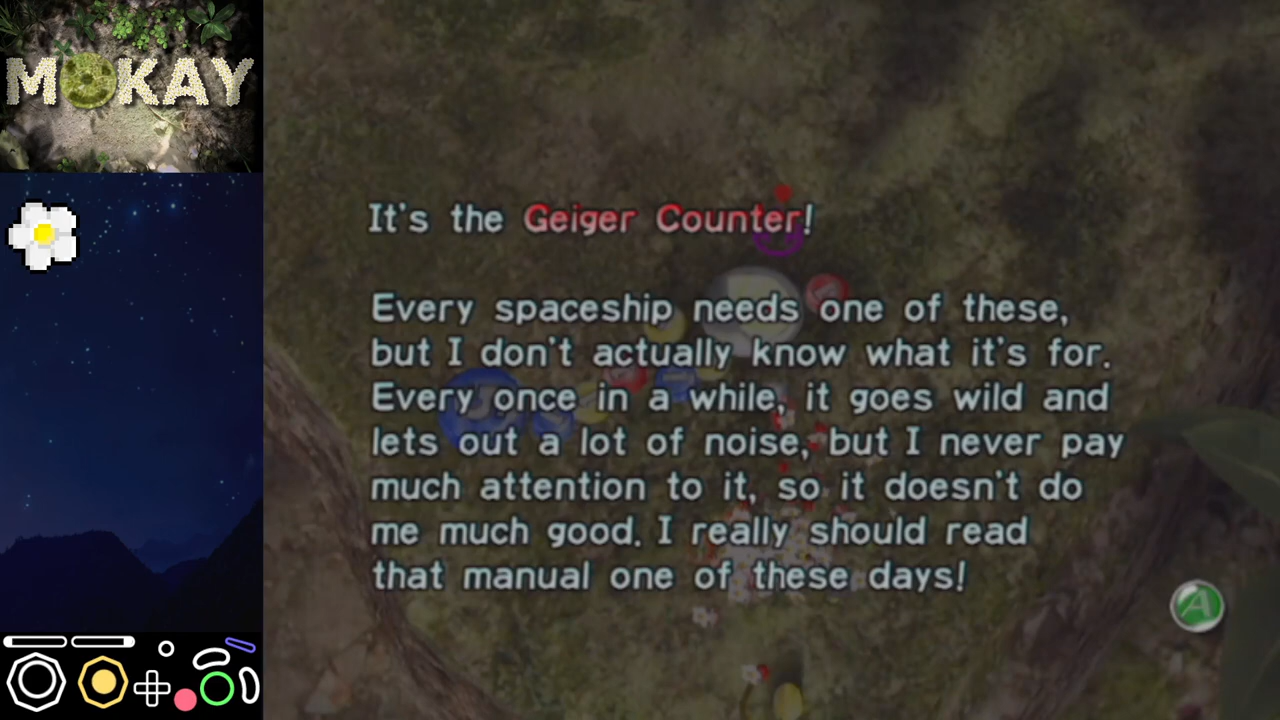 MOKAY
It's the Geiger Counter!
Every spaceship needs one of these,
but I don't actually know what it's for.
Every once in a while, it goes wild and
lets out a lot of noise, but I never pay
much attention to it, so it doesn't do
me much good. I really should read
that manual one of these days!
A